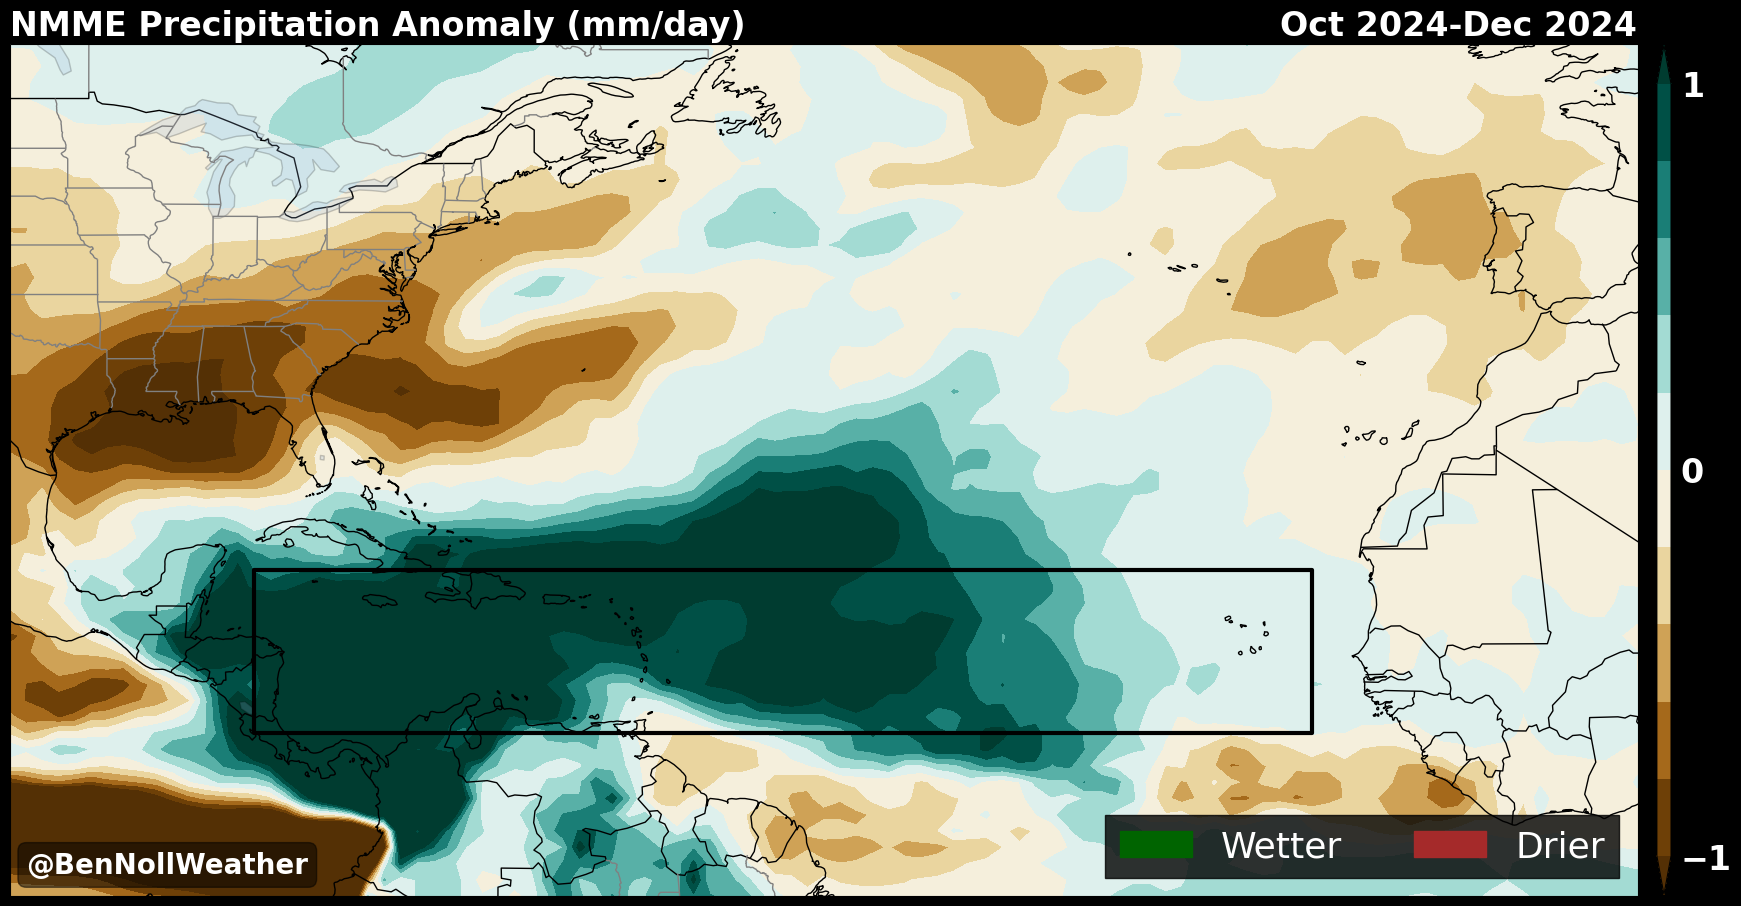 NMME Precipitation Anomaly (mm/day)
Oct 2024-Dec 2024
1
0
−1
Wetter
Drier
@BenNollWeather